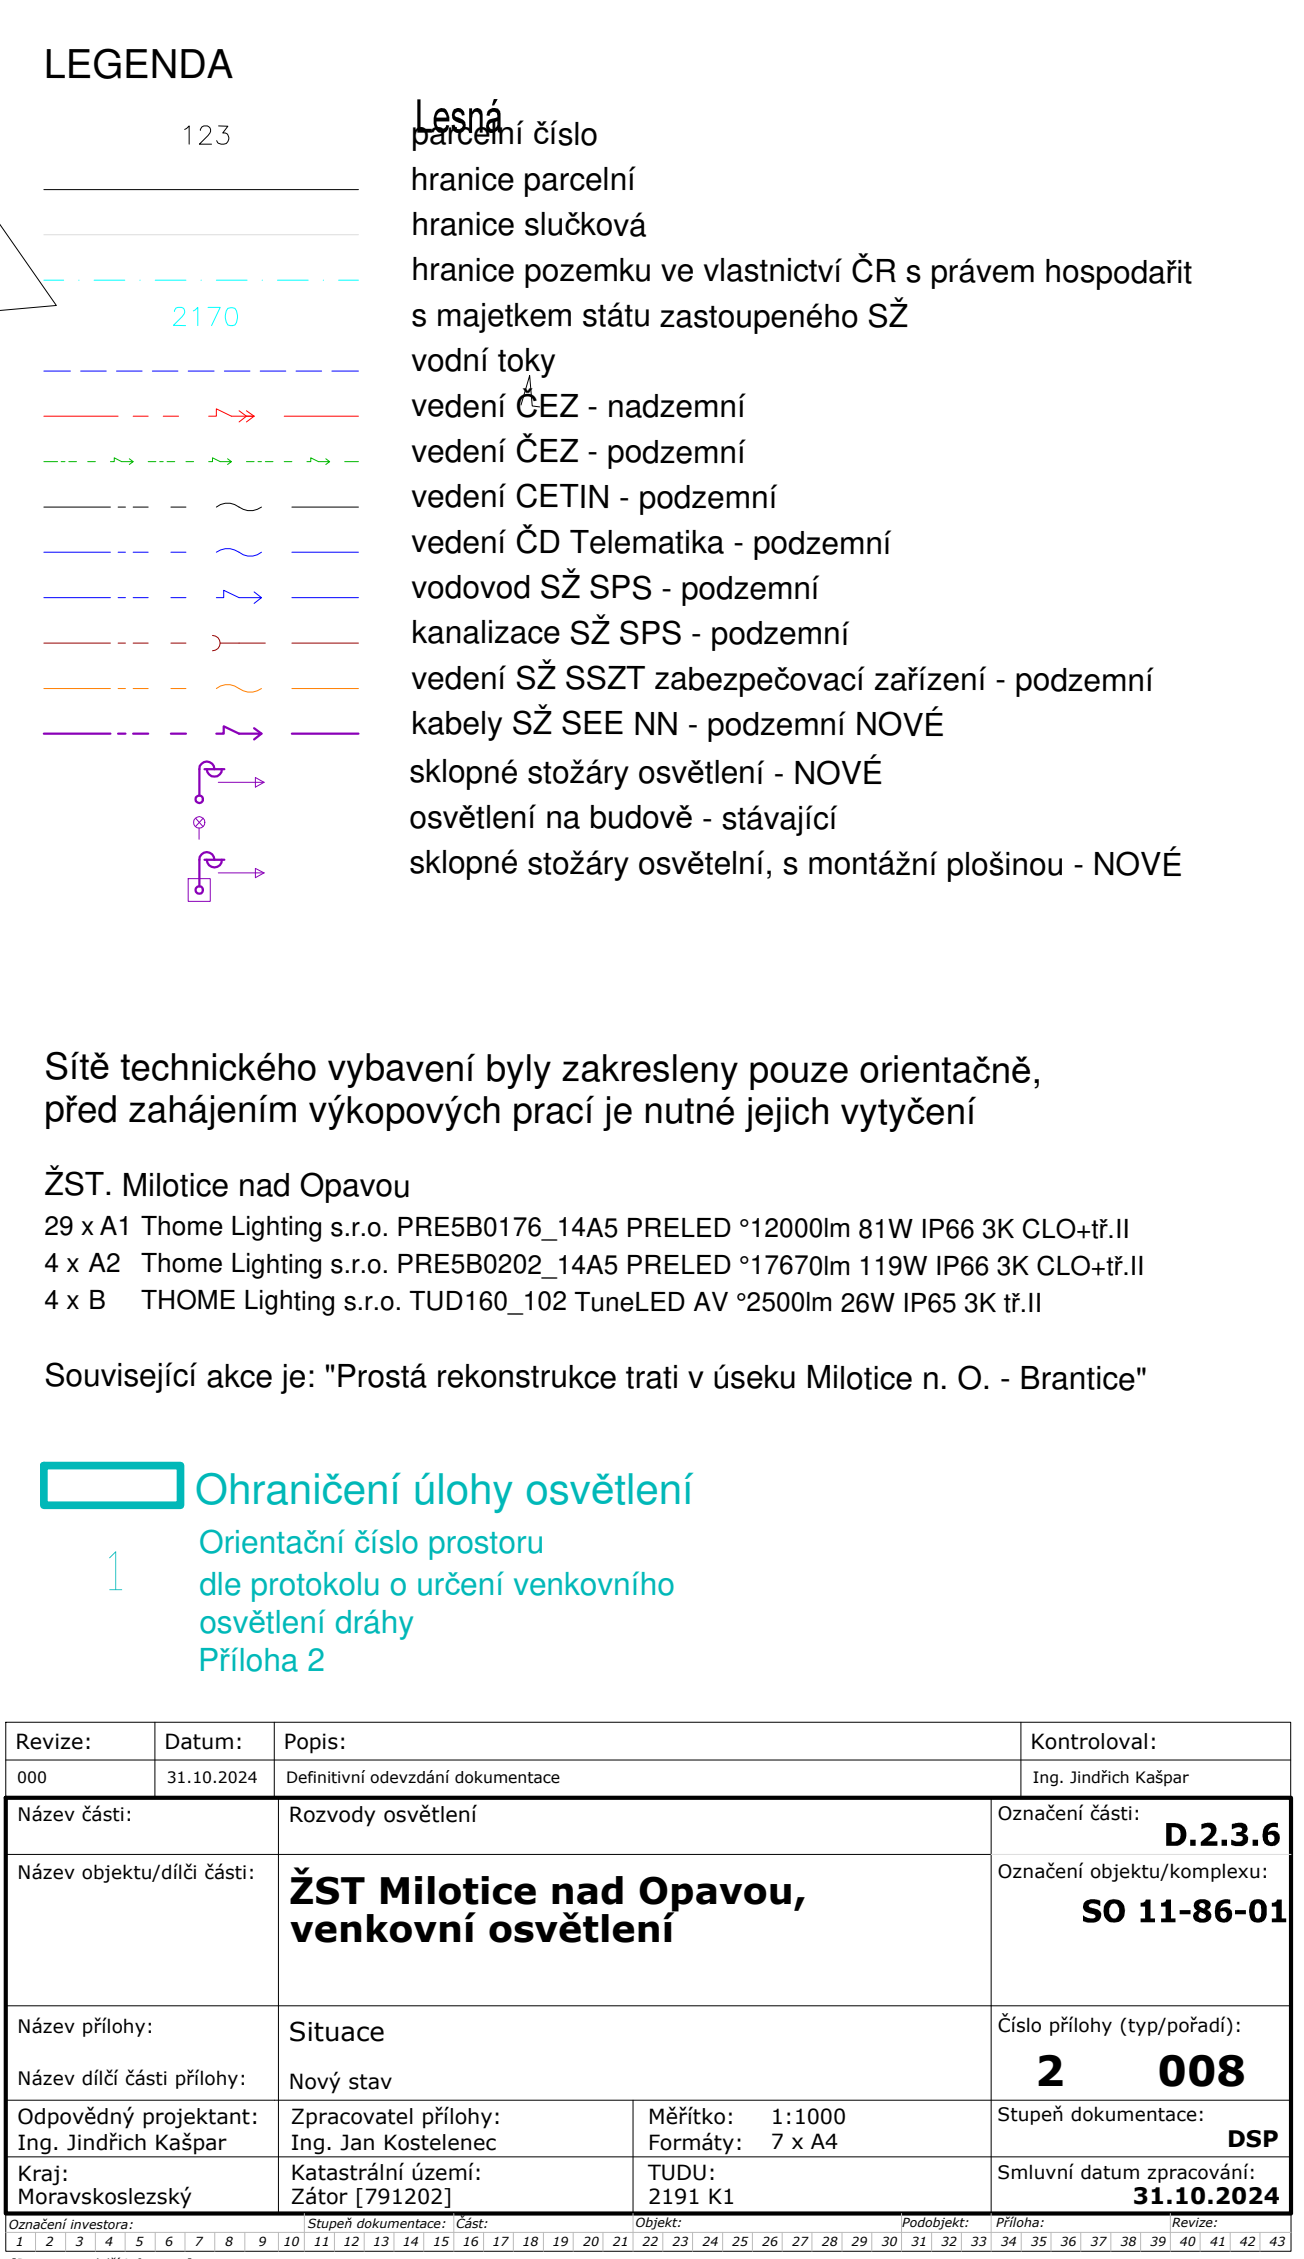 LEGENDA
Lesná
123 parcelní číslo
hranice parcelní
hranice slučková
hranice pozemku ve vlastnictví ČR s právem hospodařit
2170 s majetkem státu zastoupeného SŽ
vodní toky
vedení ČEZ - nadzemní
vedení ČEZ - podzemní
vedení CETIN - podzemní
vedení ČD Telematika - podzemní
vodovod SŽ SPS - podzemní
kanalizace SŽ SPS - podzemní
vedení SŽ SSZT zabezpečovací zařízení - podzemní
kabely SŽ SEE NN - podzemní NOVÉ
sklopné stožáry osvětlení - NOVÉ
osvětlení na budově - stávající
sklopné stožáry osvětelní, s montážní plošinou - NOVÉ
Sítě technického vybavení byly zakresleny pouze orientačně,
před zahájením výkopových prací je nutné jejich vytyčení
ŽST. Milotice nad Opavou
29 x A1 Thome Lighting s.r.o. PRE5B0176_14A5 PRELED °12000lm 81W IP66 3K CLO+tř.II
4 x A2 Thome Lighting s.r.o. PRE5B0202_14A5 PRELED °17670lm 119W IP66 3K CLO+tř.II
4 x B THOME Lighting s.r.o. TUD160_102 TuneLED AV °2500lm 26W IP65 3K tř.II
Související akce je: "Prostá rekonstrukce trati v úseku Milotice n. O. - Brantice"
Ohraničení úlohy osvětlení
1 Orientační číslo prostoru
dle protokolu o určení venkovního
osvětlení dráhy
Příloha 2
Revize: Datum: Popis: Kontroloval:
000 31.10.2024 Definitivní odevzdání dokumentace Ing. Jindřich Kašpar
Název části: Rozvody osvětlení Označení části:
D.2.3.6
Název objektu/dílči části: Označení objektu/komplexu:
ŽST Milotice nad Opavou,
venkovní osvětlení
SO 11-86-01
Název přílohy: Situace Číslo přílohy (typ/pořadí):
2 008
Název dílčí části přílohy: Nový stav
Odpovědný projektant: Zpracovatel přílohy: Měřítko: 1:1000 Stupeň dokumentace:
Ing. Jindřich Kašpar Ing. Jan Kostelenec Formáty: 7 x A4 DSP
Kraj: Katastrální území: TUDU: Smluvní datum zpracování:
Moravskoslezský Zátor [791202] 2191 K1 31.10.2024
Označení investora: Stupeň dokumentace: Část: Objekt: Podobjekt: Příloha: Revize:
1 2 3 4 5 6 7 8 9 10 11 12 13 14 15 16 17 18 19 20 21 22 23 24 25 26 27 28 29 30 31 32 33 34 35 36 37 38 39 40 41 42 43